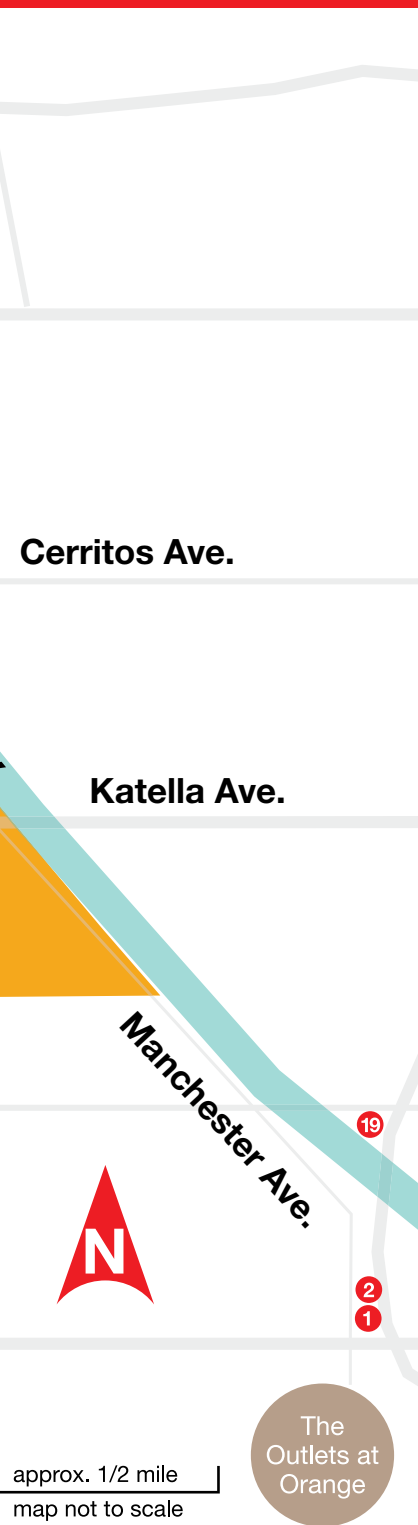 Cerritos Ave.
Katella Ave.
Manchester Ave.
19
N
2
1
The
Outlets at
Orange
approx. 1/2 mile
map not to scale